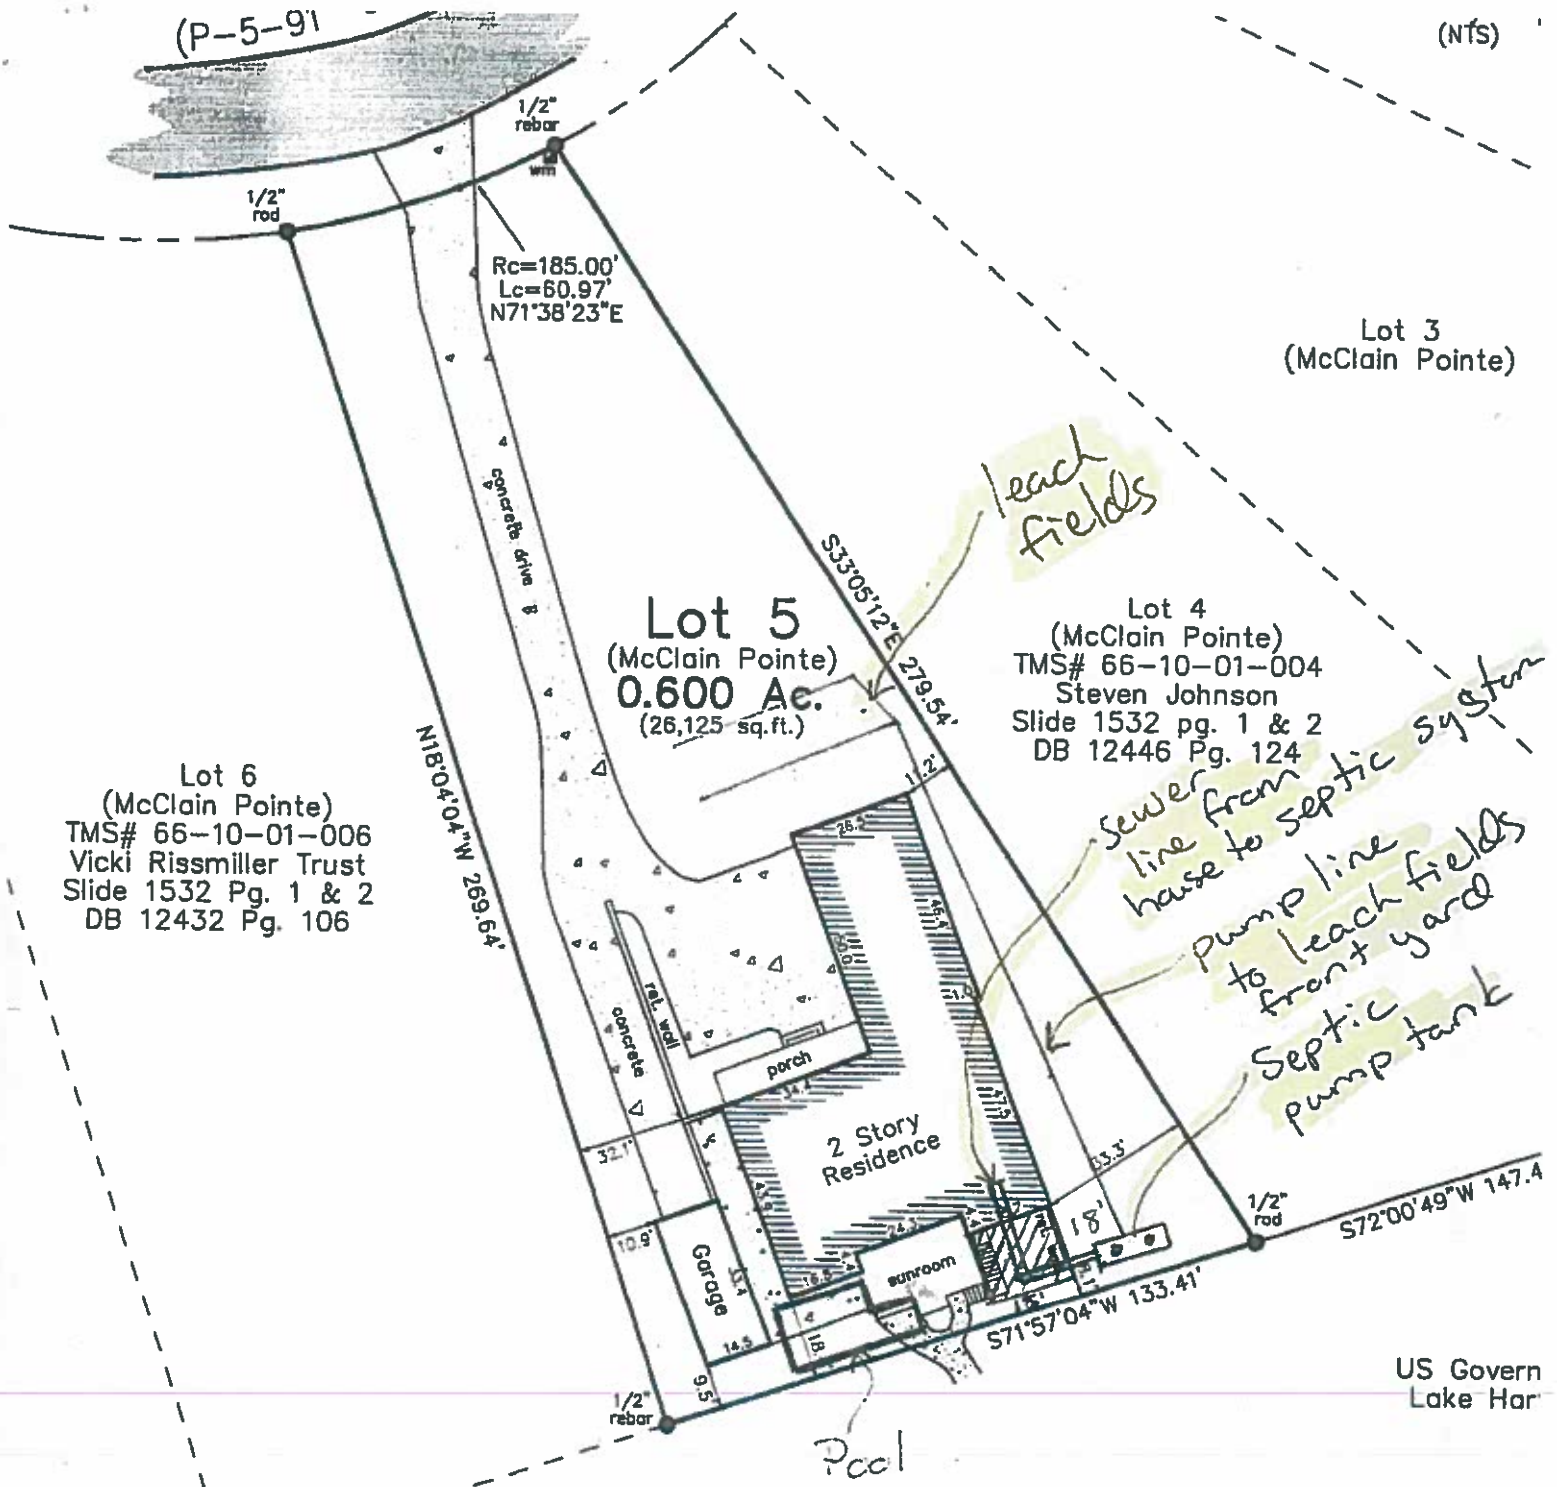 (P-5-91
(NTS)
1/2"
rebar
wm
1/2"
rod
Rc=185.00'
Lc=60.97'
N71°38'23"E
Lot 3
(McClain Pointe)
leach
fields
concrete drive
S33°05'12"E 279.54'
Lot 5
(McClain Pointe)
0.600 Ac.
(26,125 sq.ft.)
Lot 4
(McClain Pointe)
TMS# 66-10-01-004
Steven Johnson
Slide 1532 pg. 1 & 2
DB 12446 Pg. 124
N18°04'04"W 269.64'
Lot 6
(McClain Pointe)
TMS# 66-10-01-006
Vicki Rissmiller Trust
Slide 1532 Pg. 1 & 2
DB 12432 Pg. 106
sewer
line from
house to septic system
pump line
to leach fields
front yard
Septic
pump tank
26.5'
ret. wall
concrete
porch
2 Story
Residence
32.1'
33.3'
18'
10.9'
Garage
sunroom
14.5
18'
9.5'
1/2"
rod
S72°00'49"W 147.4
S71°57'04"W 133.41'
1/2"
rebar
Pool
US Govern
Lake Har